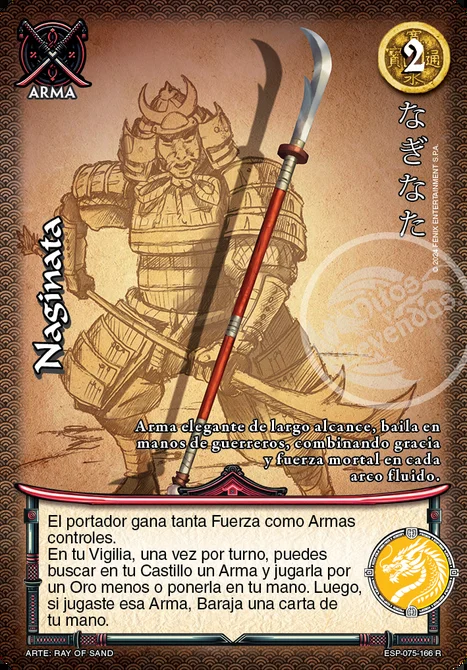 ARMA
2
なぎなた
© 2024 FENIX ENTERTAINMENT S.P.A.
Naginata
Mitos
y Leyendas
Arma elegante de largo alcance, baila en
manos de guerreros, combinando gracia
y fuerza mortal en cada
arco fluido.
El portador gana tanta Fuerza como Armas
controles.
En tu Vigilia, una vez por turno, puedes
buscar en tu Castillo un Arma y jugarla por
un Oro menos o ponerla en tu mano. Luego,
si jugaste esa Arma, Baraja una carta de
tu mano.
ARTE: RAY OF SAND
ESP-075-166 R.